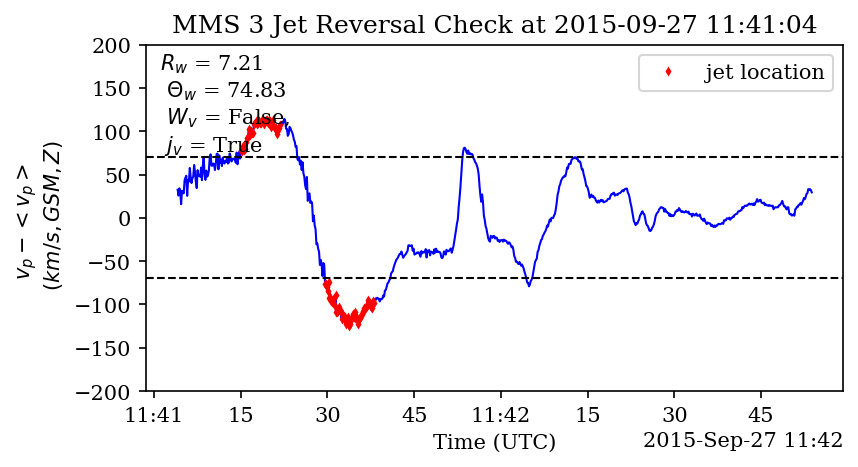 MMS 3 Jet Reversal Check at 2015-09-27 11:41:04
R_w = 7.21
Θ_w = 74.83
W_v = False,
j_v = True
jet location
v_p − < v_p >
(km/s, GSM, Z)
200
150
100
50
0
−50
−100
−150
−200
11:41 15 30 45 11:42 15 30 45
Time (UTC)
2015-Sep-27 11:42